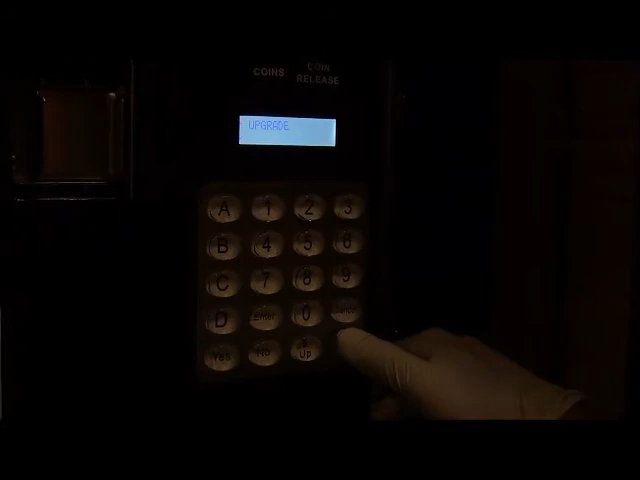 COINS COIN RELEASE
UPGRADE
A 1 2 3
B 4 5 6
C 7 8 9
D Enter 0 Cancel
Yes No Up